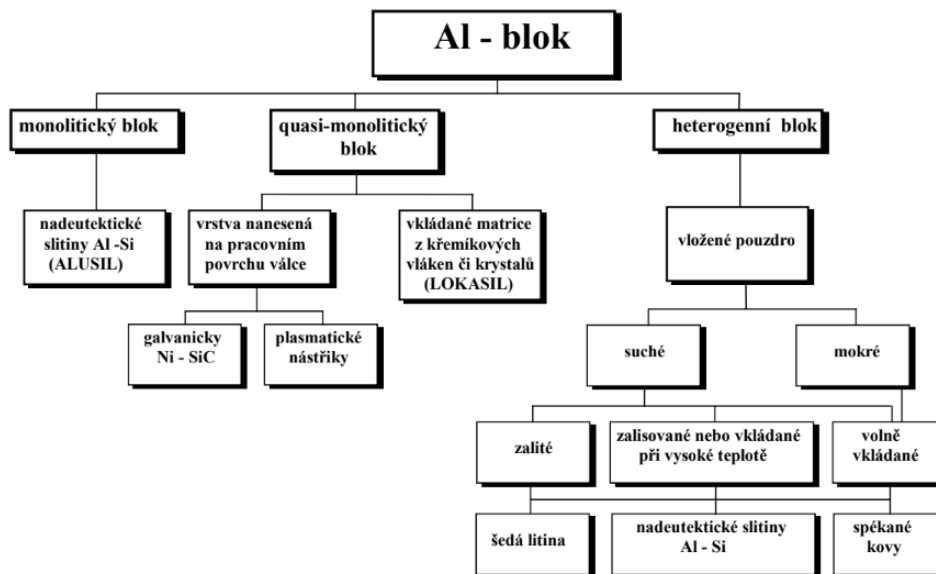 Al - blok
monolitický blok
quasi-monolitický
blok
heterogenní blok
nadeutektické
slitiny Al -Si
(ALUSIL)
vrstva nanesená
na pracovním
povrchu válce
vkládané matrice
z křemíkových
vláken či krystalů
(LOKASIL)
vložené pouzdro
galvanicky
Ni - SiC
plasmatické
nástřiky
suché
mokré
zalité
zalisované nebo vkládané
při vysoké teplotě
volně
vkládané
šedá litina
nadeutektické slitiny
Al - Si
spékané
kovy